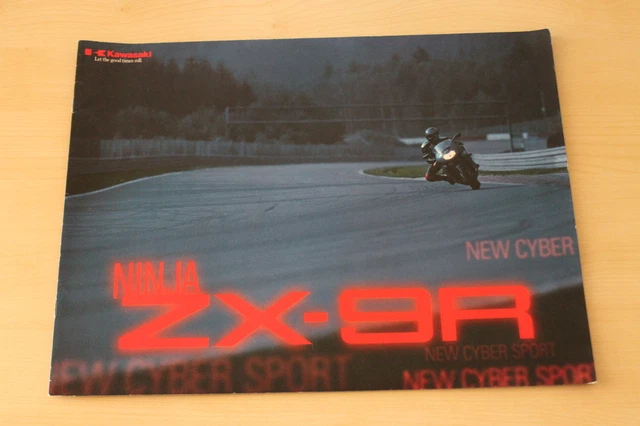 Kawasaki
Let the good times roll.
NEW CYBER
NINJA
ZX-9R
NEW CYBER SPORT
NEW CYBER SPORT
NEW CYBER SPORT